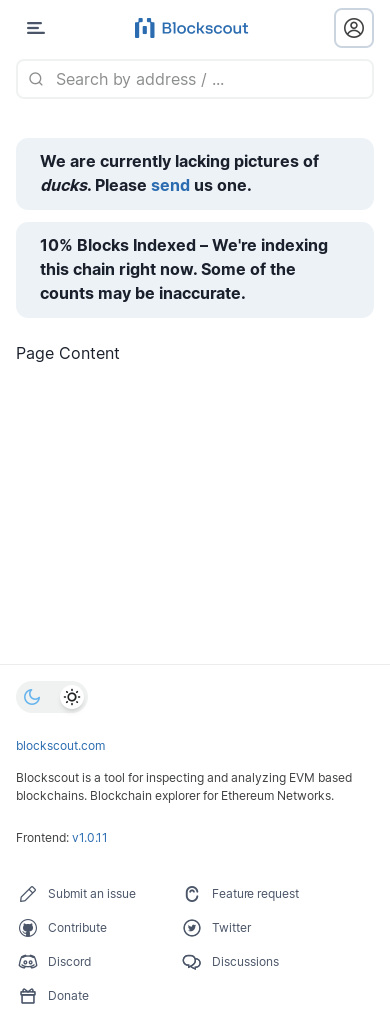 Blockscout
Search by address / ...
We are currently lacking pictures of
ducks. Please send us one.
10% Blocks Indexed – We're indexing
this chain right now. Some of the
counts may be inaccurate.
Page Content
blockscout.com
Blockscout is a tool for inspecting and analyzing EVM based
blockchains. Blockchain explorer for Ethereum Networks.
Frontend: v1.0.11
Submit an issue
Feature request
Contribute
Twitter
Discord
Discussions
Donate